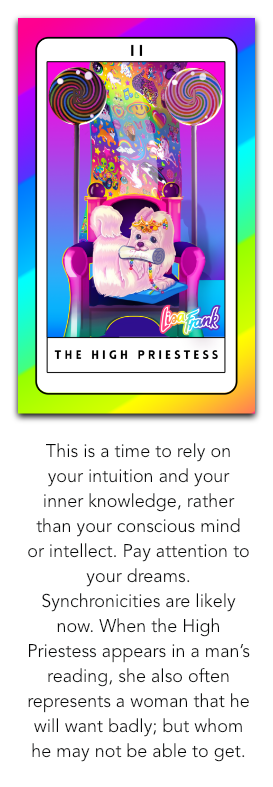 II
Lisa
Frank
THE HIGH PRIESTESS
This is a time to rely on
your intuition and your
inner knowledge, rather
than your conscious mind
or intellect. Pay attention to
your dreams.
Synchronicities are likely
now. When the High
Priestess appears in a man's
reading, she also often
represents a woman that he
will want badly; but whom
he may not be able to get.